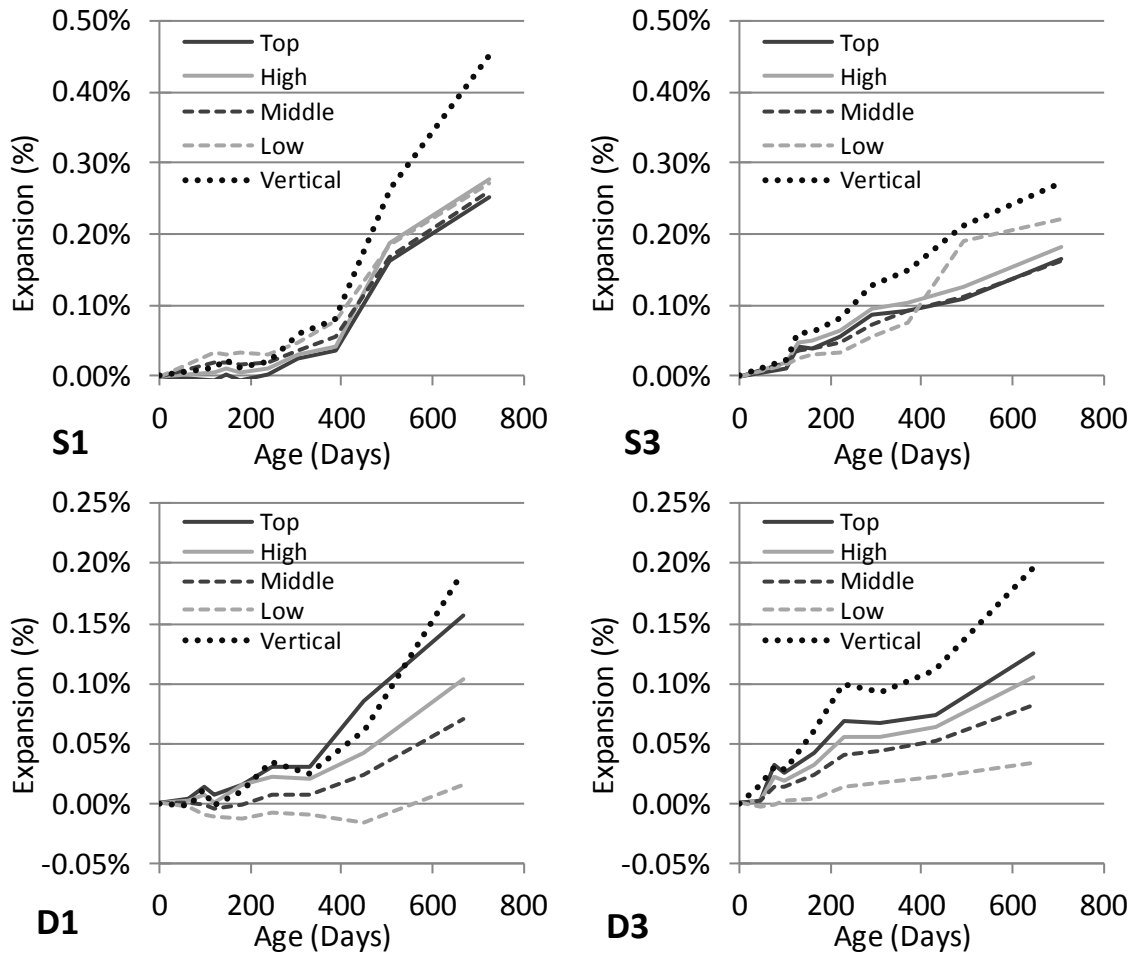 0.50%
0.40%
0.30%
0.20%
0.10%
0.00%
Expansion (%)
Top
High
Middle
Low
Vertical
0 200 400 600 800
Age (Days)
S1
0.50%
0.40%
0.30%
0.20%
0.10%
0.00%
Expansion (%)
Top
High
Middle
Low
Vertical
0 200 400 600 800
Age (Days)
S3
0.25%
0.20%
0.15%
0.10%
0.05%
0.00%
-0.05%
Expansion (%)
Top
High
Middle
Low
Vertical
0 200 400 600 800
Age (Days)
D1
0.25%
0.20%
0.15%
0.10%
0.05%
0.00%
-0.05%
Expansion (%)
Top
High
Middle
Low
Vertical
0 200 400 600 800
Age (Days)
D3